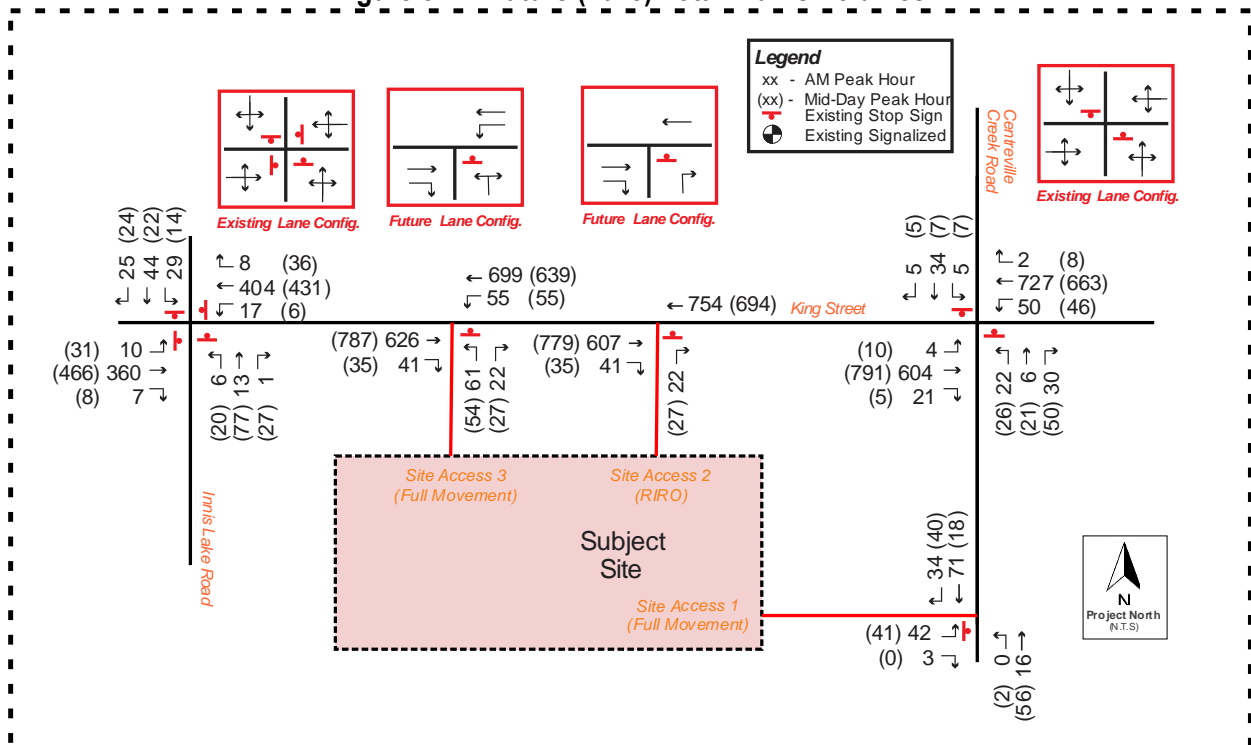 Legend
xx - AM Peak Hour
(xx) - Mid-Day Peak Hour
Existing Stop Sign
Existing Signalized
Existing Lane Config.
Future Lane Config.
Future Lane Config.
Existing Lane Config.
Centreville
Creek Road
25 (24)
44 (22)
29 (14)
8 (36)
404 (431)
17 (6)
699 (639)
55 (55)
754 (694)
King Street
5 (5)
34 (7)
5 (7)
2 (8)
727 (663)
50 (46)
(31) 10
(466) 360
(8) 7
(20) 6
(77) 13
(27) 1
(787) 626
(35) 41
(54) 61
(27) 22
(779) 607
(35) 41
(27) 22
(10) 4
(791) 604
(5) 21
(26) 22
(21) 6
(50) 30
Innis Lake Road
Site Access 3
(Full Movement)
Site Access 2
(RIRO)
Subject
Site
Site Access 1
(Full Movement)
34 (40)
71 (18)
(41) 42
(0) 3
(2) 0
(56) 16
N
Project North
(N.T.S)